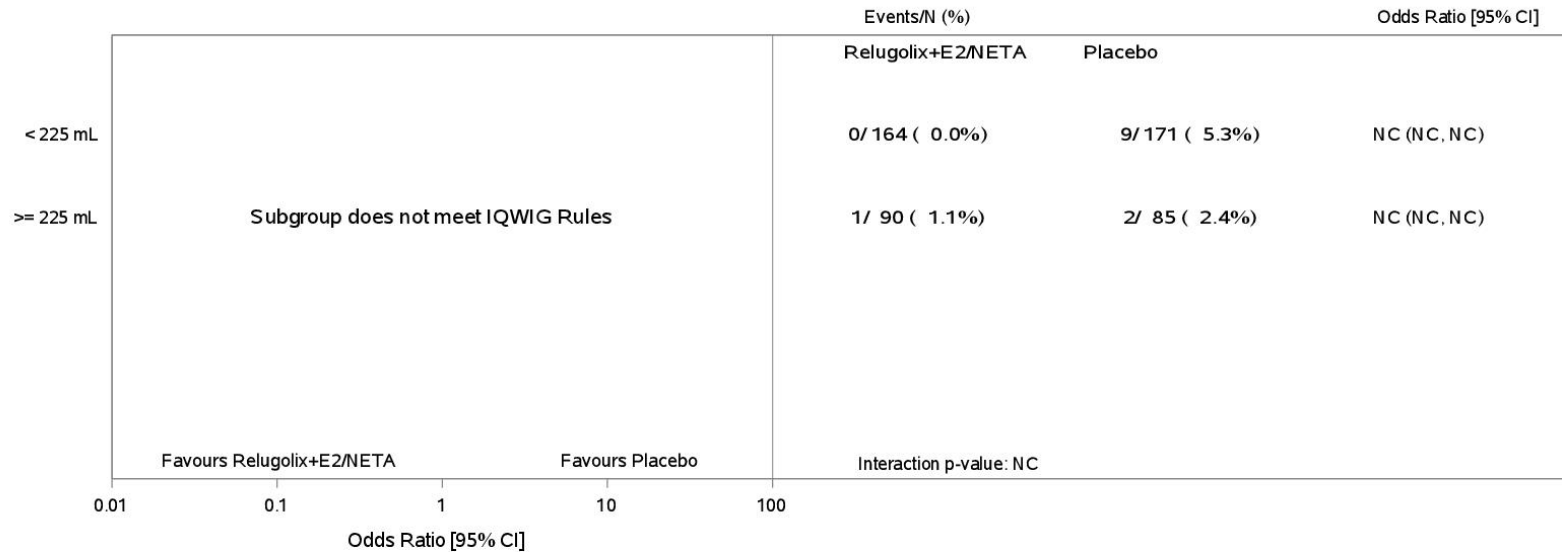 Events/N (%) Odds Ratio [95% CI]
Relugolix+E2/NETA Placebo
< 225 mL 0/ 164 ( 0.0%) 9/ 171 ( 5.3%) NC (NC, NC)
>= 225 mL Subgroup does not meet IQWIG Rules 1/ 90 ( 1.1%) 2/ 85 ( 2.4%) NC (NC, NC)
Favours Relugolix+E2/NETA Favours Placebo Interaction p-value: NC
0.01 0.1 1 10 100
Odds Ratio [95% CI]